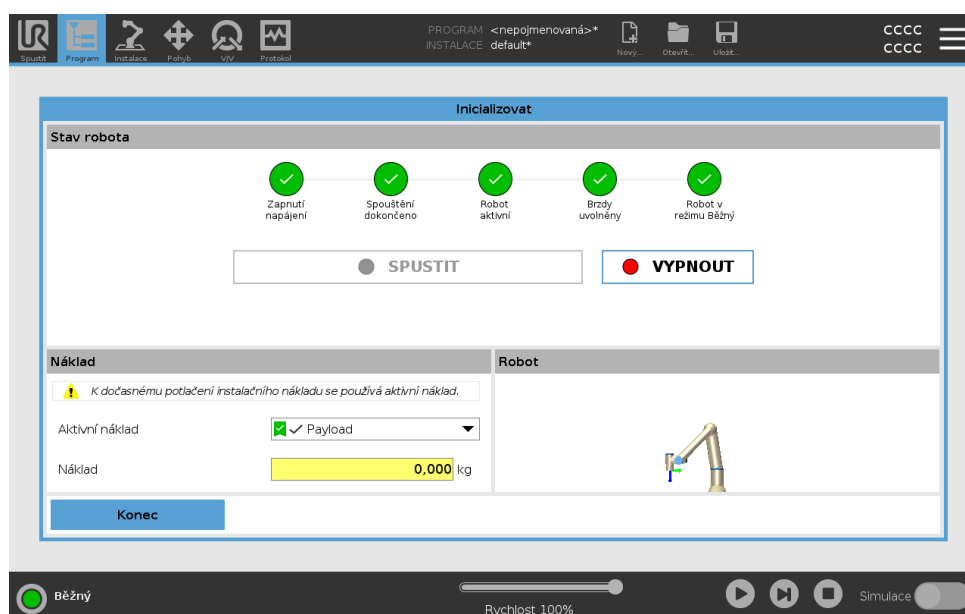 UR
PROGRAM <nepojmenovaná>*
INSTALACE default*
cccc
cccc
Spustit Program Instalace Pohyb V/V Protokol Nový... Otevřít... Uložit...
Inicializovat
Stav robota
Zapnutí napájení
Spouštění dokončeno
Robot aktivní
Brzdy uvolněny
Robot v režimu Běžný
SPUSTIT VYPNOUT
Náklad Robot
K dočasnému potlačení instalačního nákladu se používá aktivní náklad.
Aktivní náklad Payload
Náklad 0,000 kg
Konec
Běžný
Rychlost 100%
Simulace